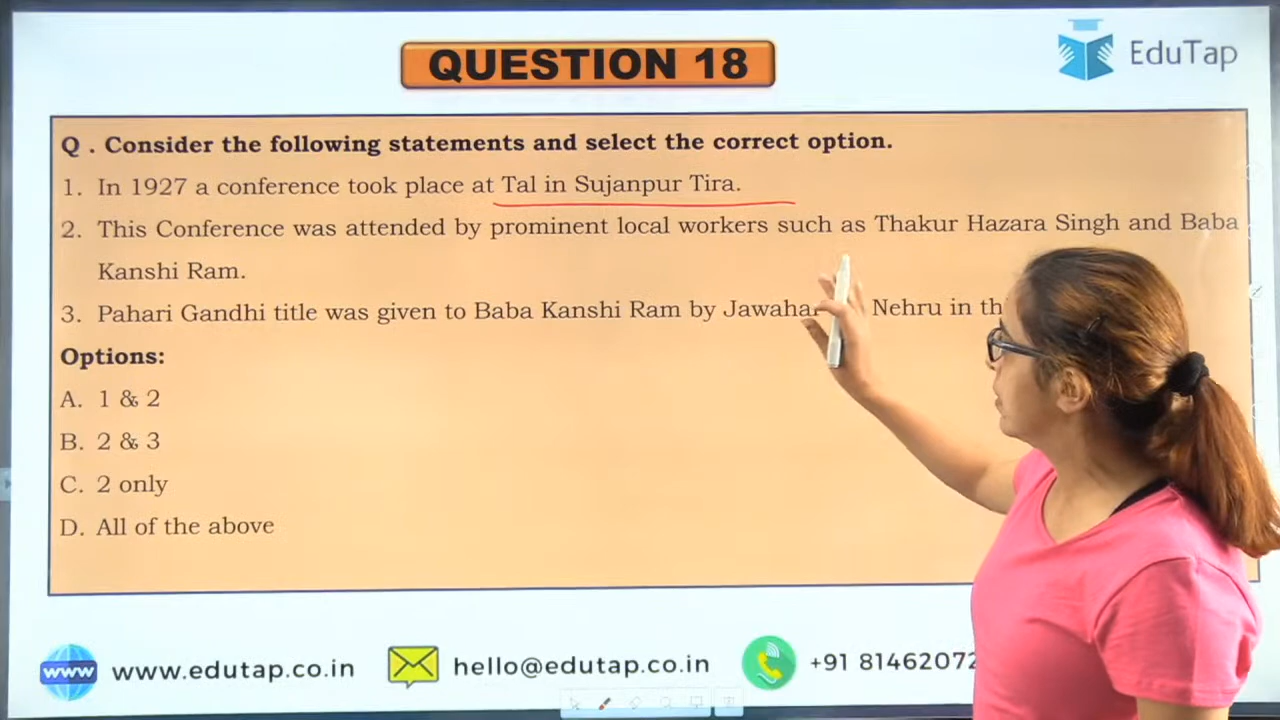 QUESTION 18
EduTap
Q . Consider the following statements and select the correct option.
1. In 1927 a conference took place at Tal in Sujanpur Tira.
2. This Conference was attended by prominent local workers such as Thakur Hazara Singh and Baba
Kanshi Ram.
3. Pahari Gandhi title was given to Baba Kanshi Ram by Nehru in
Options:
A. 1 & 2
B. 2 & 3
C. 2 only
D. All of the above
www www.edutap.co.in hello@edutap.co.in +91 8146207